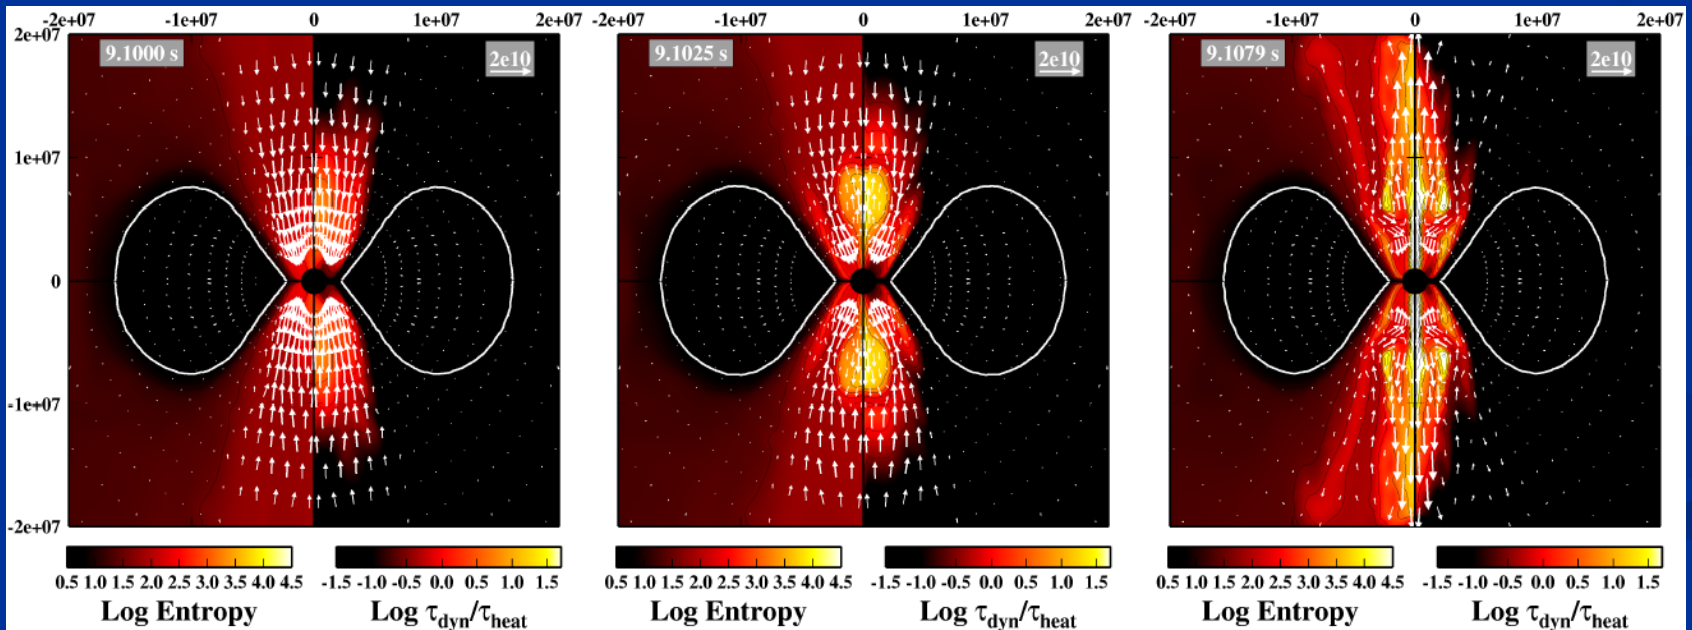 -2e+07 -1e+07 0 1e+07 2e+07
-2e+07 -1e+07 0 1e+07 2e+07
-2e+07 -1e+07 0 1e+07 2e+07
2e+07
1e+07
0
-1e+07
-2e+07
9.1000 s
2e10
9.1025 s
2e10
9.1079 s
2e10
0.5 1.0 1.5 2.0 2.5 3.0 3.5 4.0 4.5
Log Entropy
-1.5 -1.0 -0.5 0.0 0.5 1.0 1.5
Log τdyn/τheat
0.5 1.0 1.5 2.0 2.5 3.0 3.5 4.0 4.5
Log Entropy
-1.5 -1.0 -0.5 0.0 0.5 1.0 1.5
Log τdyn/τheat
0.5 1.0 1.5 2.0 2.5 3.0 3.5 4.0 4.5
Log Entropy
-1.5 -1.0 -0.5 0.0 0.5 1.0 1.5
Log τdyn/τheat